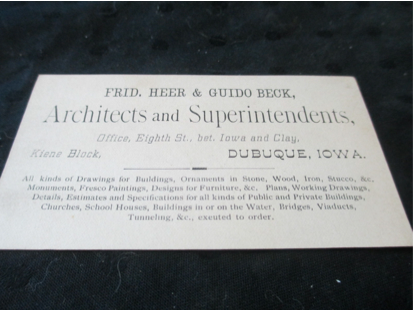 FRID. HEER & GUIDO BECK,
Architects and Superintendents,
Office, Eighth St., bet. Iowa and Clay,
Kiene Block, DUBUQUE, IOWA.
All kinds of Drawings for Buildings, Ornaments in Stone, Wood, Iron, Stucco, &c.
Monuments, Fresco Paintings, Designs for Furniture, &c. Plans, Working Drawings,
Details, Estimates and Specifications for all kinds of Public and Private Buildings,
Churches, School Houses, Buildings in or on the Water, Bridges, Viaducts,
Tunneling, &c., excuted to order.